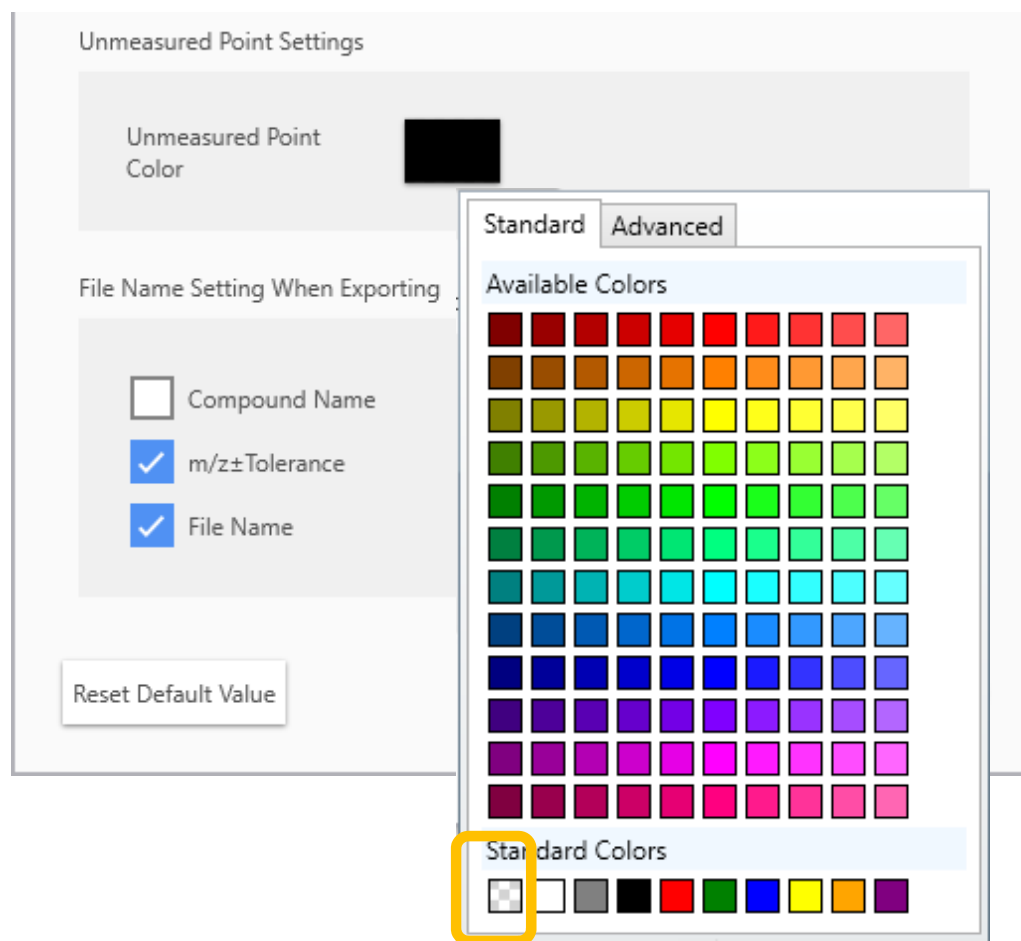 Unmeasured Point Settings
Unmeasured Point
Color
Standard
Advanced
Available Colors
File Name Setting When Exporting
Compound Name
m/z±Tolerance
File Name
Reset Default Value
Standard Colors